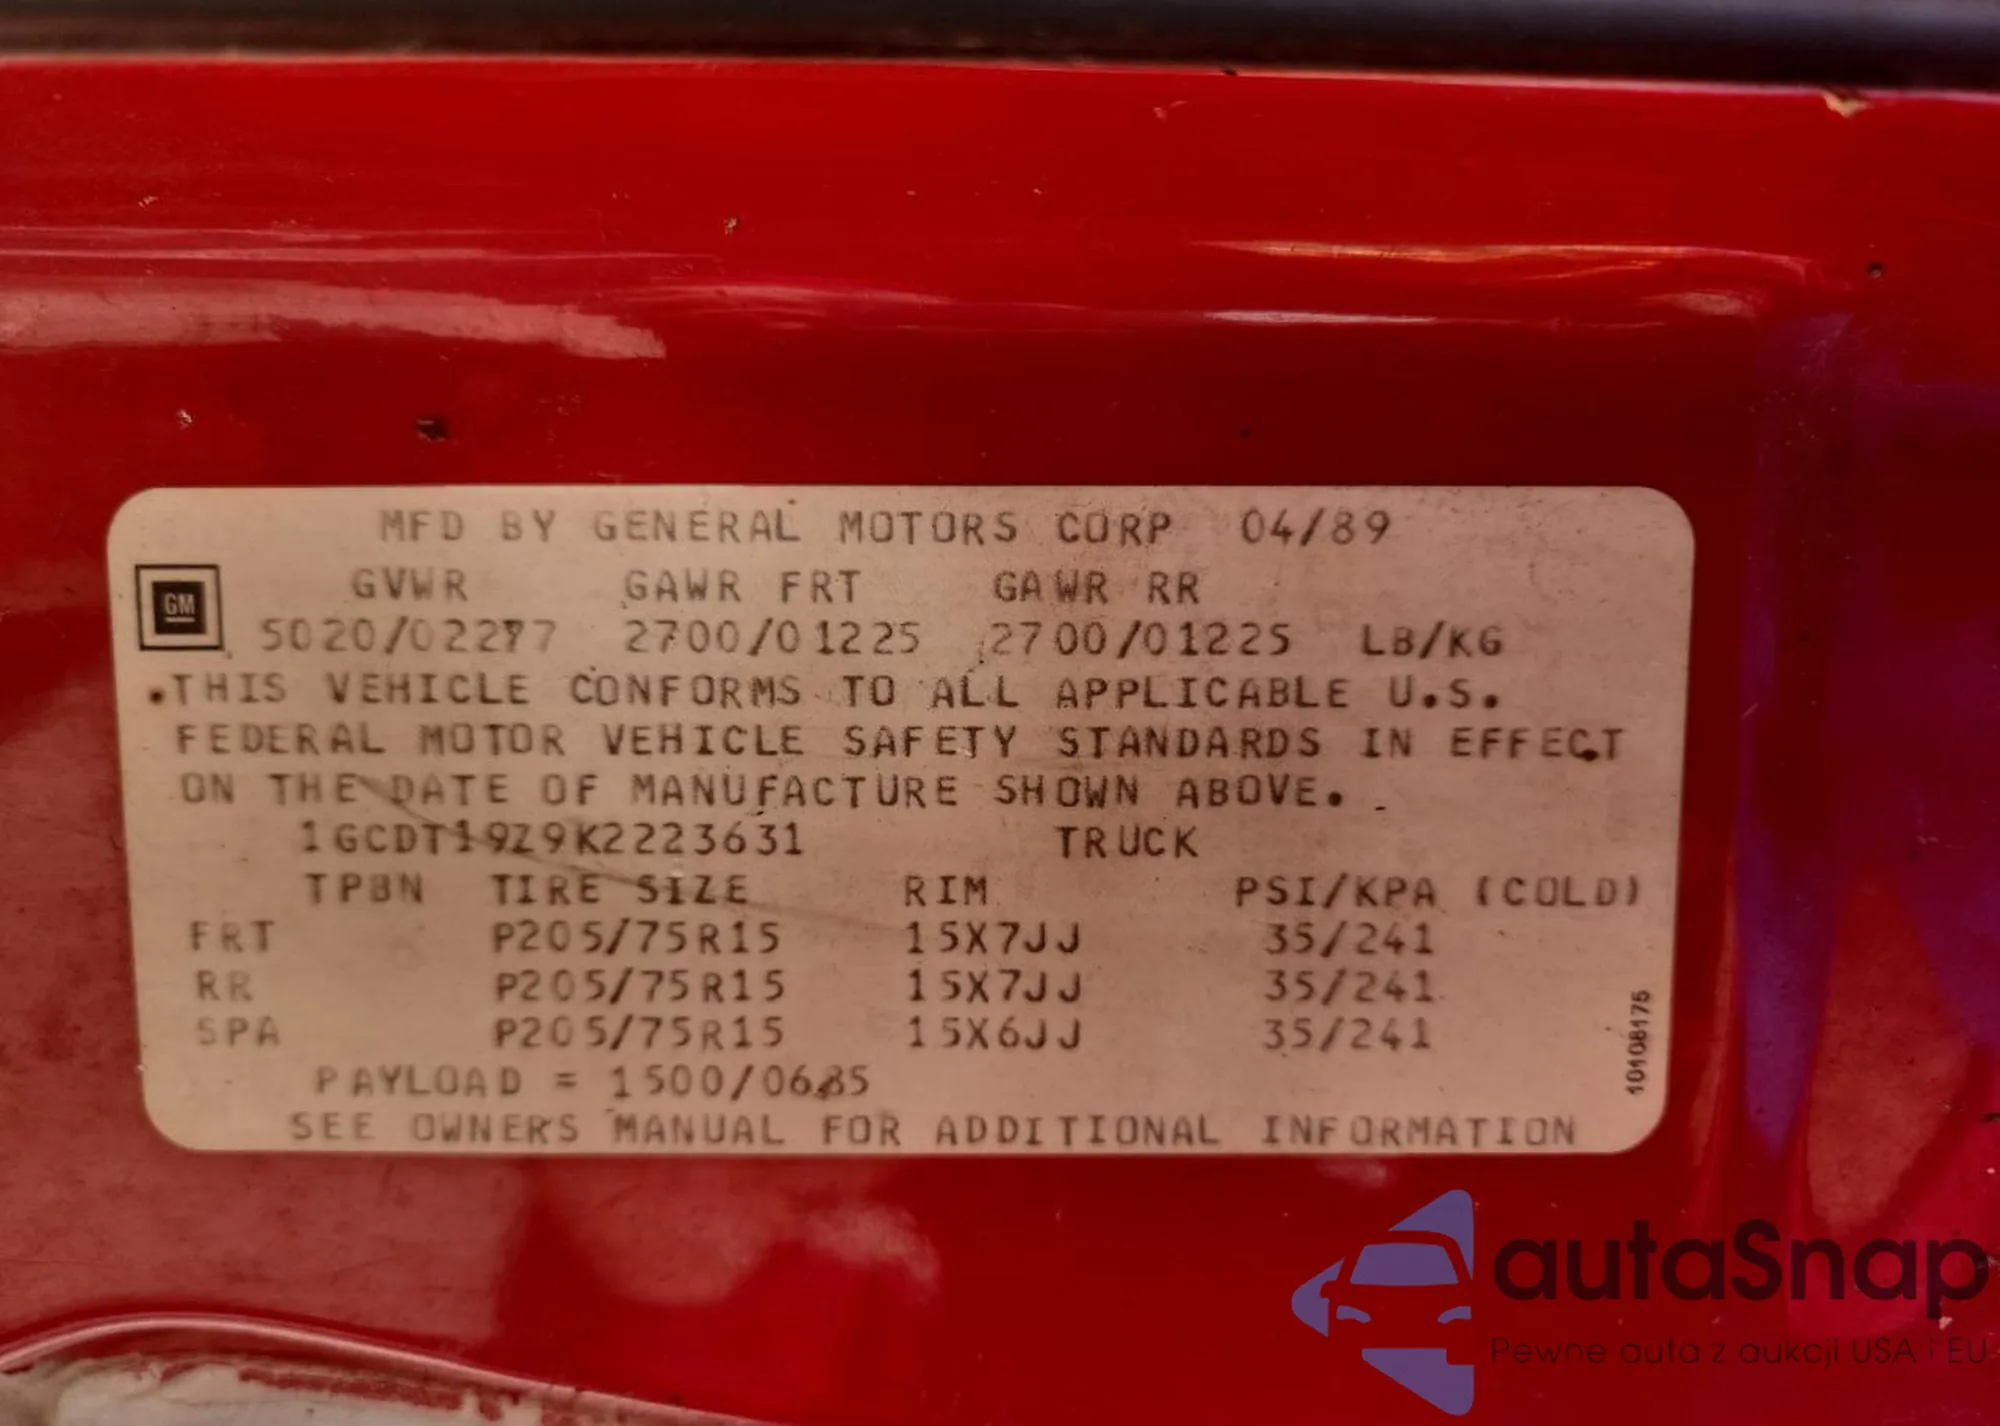 MFD BY GENERAL MOTORS CORP 04/89
GM
GVWR GAWR FRT GAWR RR
5020/02277 2700/01225 2700/01225 LB/KG
THIS VEHICLE CONFORMS TO ALL APPLICABLE U.S.
FEDERAL MOTOR VEHICLE SAFETY STANDARDS IN EFFECT
ON THE DATE OF MANUFACTURE SHOWN ABOVE.
1GCDT19Z9K2223631 TRUCK
TPBN TIRE SIZE RIM PSI/KPA (COLD)
FRT P205/75R15 15X7JJ 35/241
RR P205/75R15 15X7JJ 35/241
SPA P205/75R15 15X6JJ 35/241
PAYLOAD = 1500/0685
SEE OWNERS MANUAL FOR ADDITIONAL INFORMATION
10108175
autaSnap
Pewne auta z aukcji USA i EU